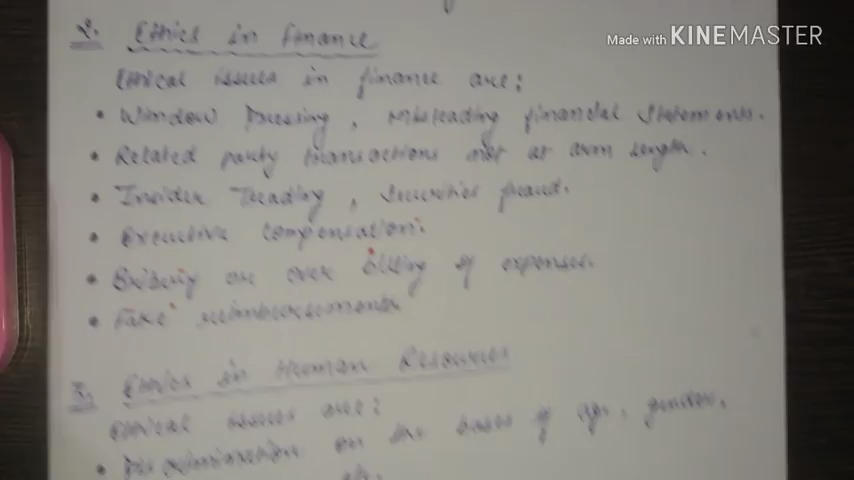 Made with KINEMASTER
2. Ethics in Finance
Ethical issues in finance are:
• Window Dressing, Misleading financial statements.
• Related party transactions not at arm length.
• Insider Trading, Securities fraud.
• Executive compensation.
• Bribery or over billing of expenses.
• Fake reimbursements
3. Ethics in Human Resources
Ethical issues are:
• Discrimination on the bases of age, gender,
etc.